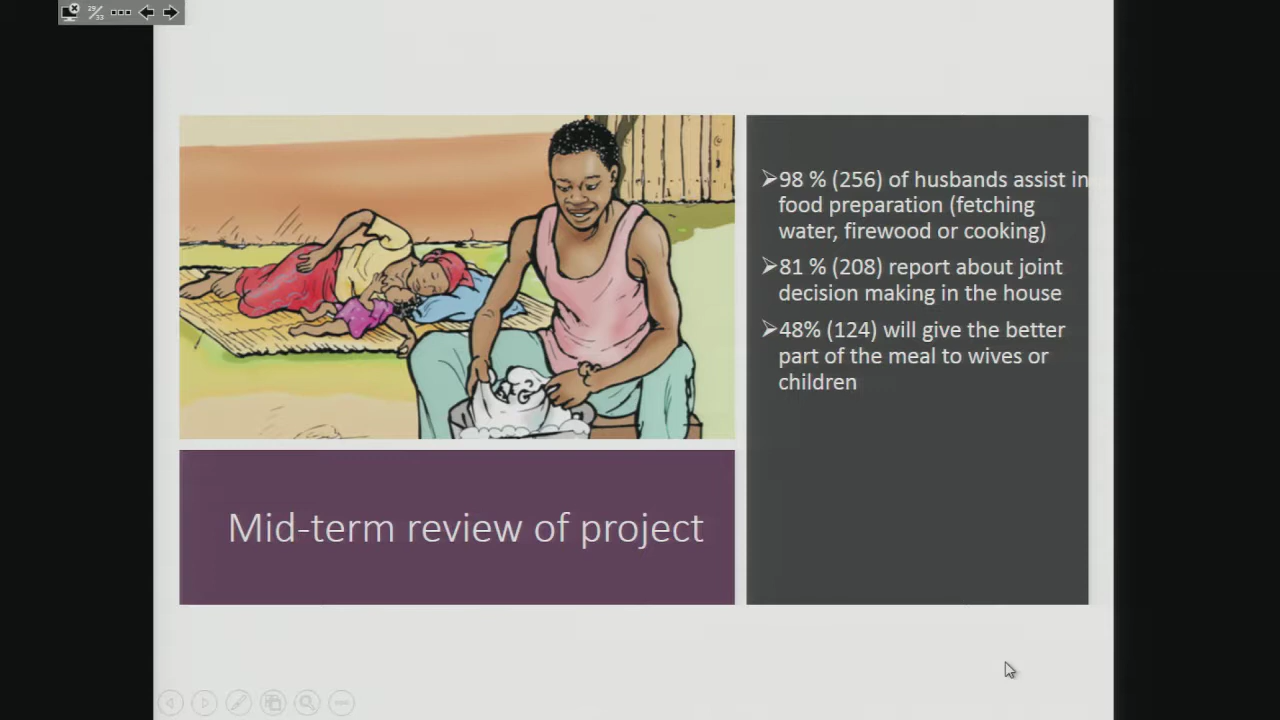 29/33
98 % (256) of husbands assist in
food preparation (fetching
water, firewood or cooking)
81 % (208) report about joint
decision making in the house
48% (124) will give the better
part of the meal to wives or
children
Mid-term review of project